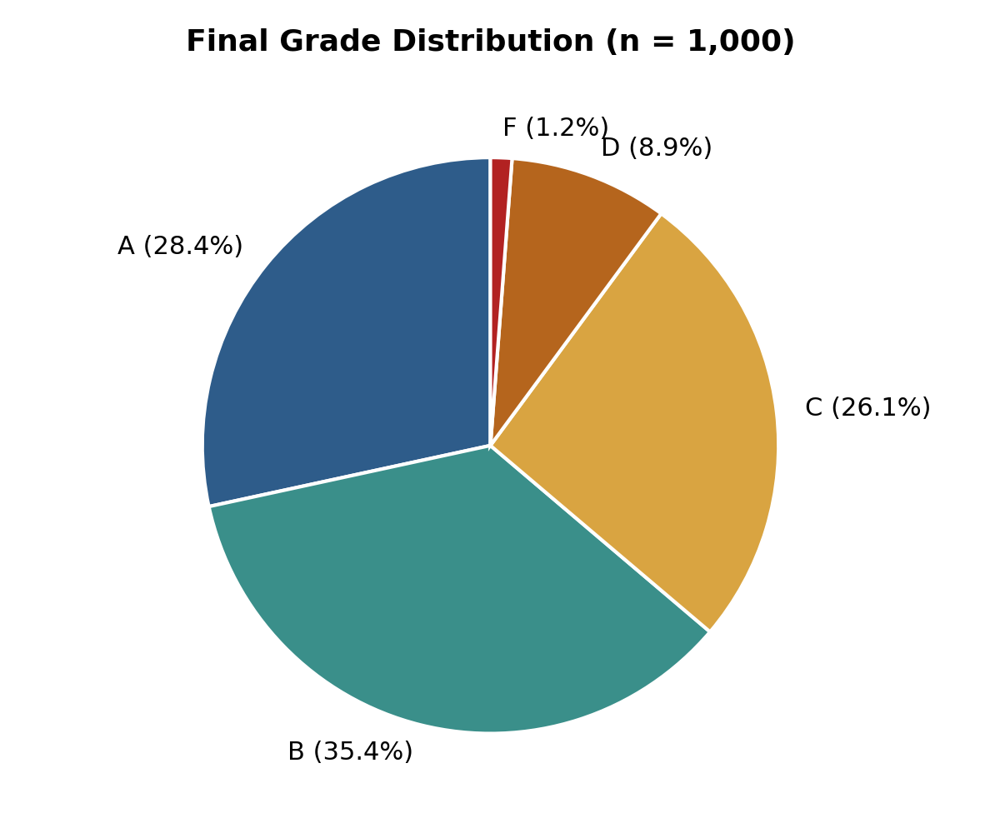 Final Grade Distribution (n = 1,000)
F (1.2%)
D (8.9%)
A (28.4%)
C (26.1%)
B (35.4%)